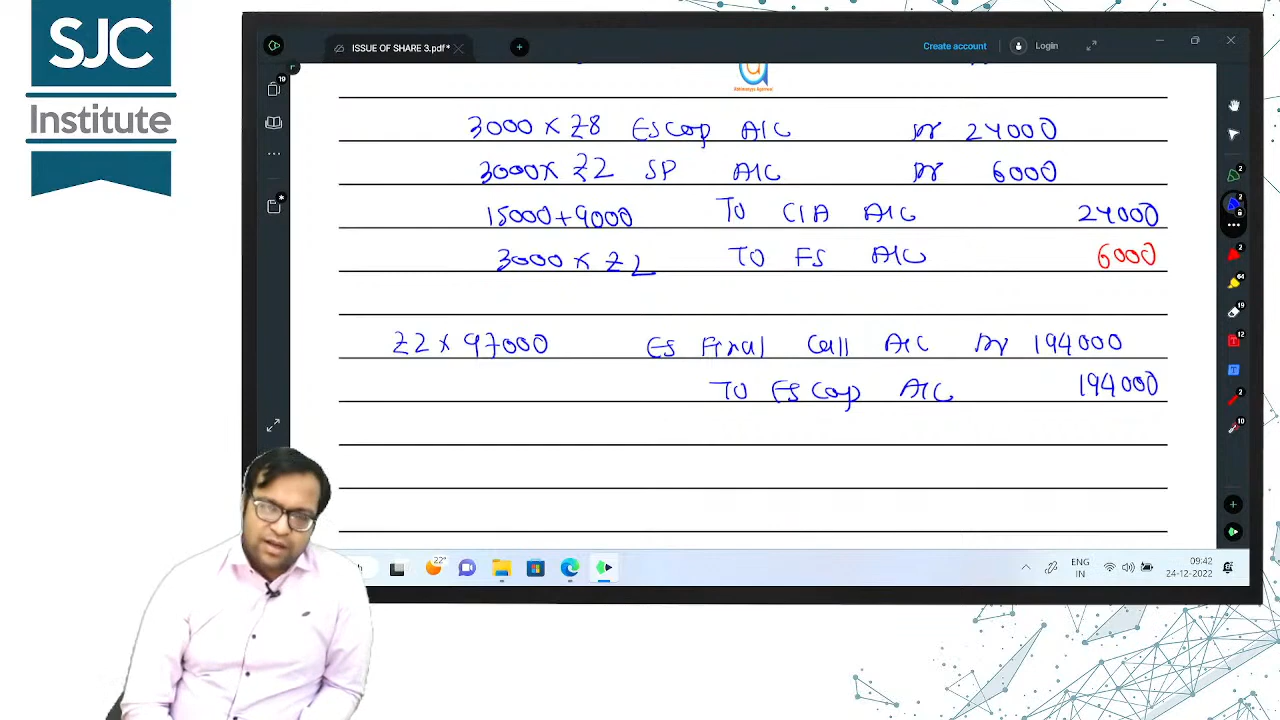 SJC
Institute
ISSUE OF SHARE 3.pdf*
Create account
Login
3000 x ₹8 ES Cap A/C Dr 24000
3000 x ₹2 SP A/C Dr 6000
15000+9000 To CIA A/C 24000
3000 x ₹2 To FS A/C 6000
₹2 x 97000 ES Final Call A/C Dr 194000
To ES Cap A/C 194000
22°
ENG
IN
09:42
24-12-2022